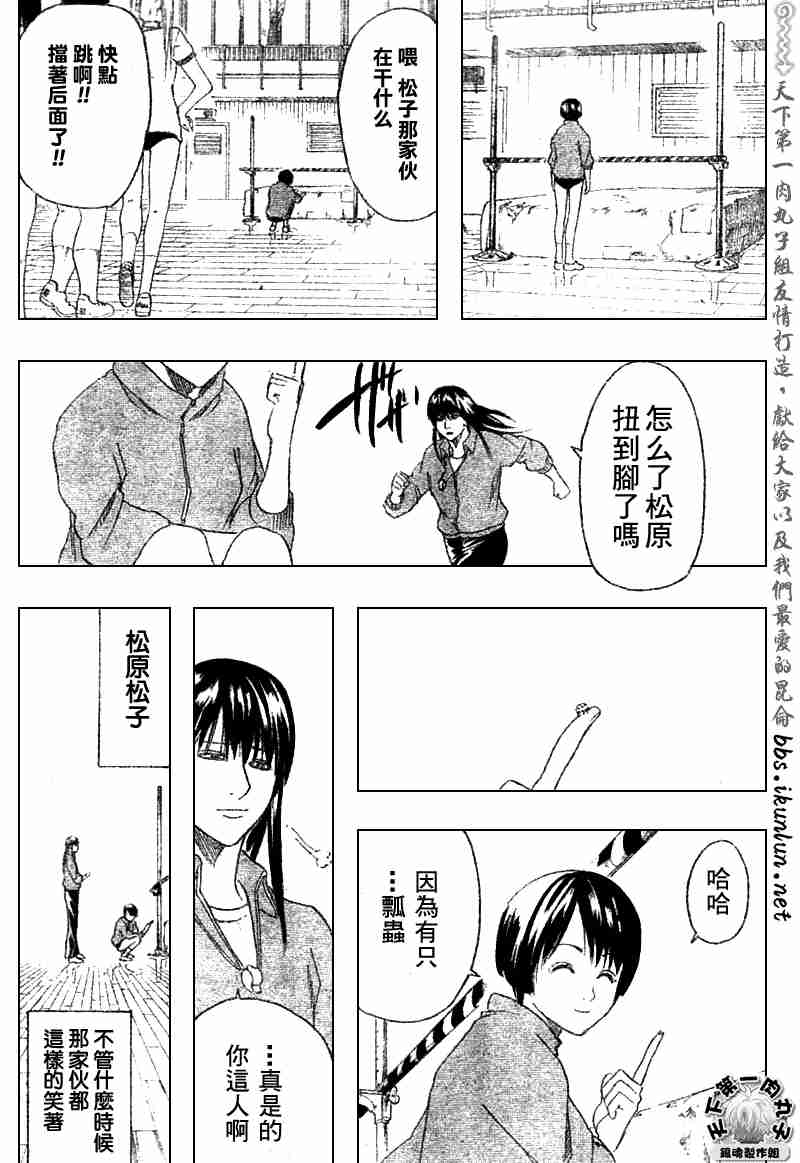 喂 松子那家伙
在干什么
快點
跳啊!!
擋著后面了!!
怎么了松原
扭到腳了嗎
哈哈
因為有只
…瓢蟲
…真是的
你這人啊
松原松子
不管什麼時候
那家伙都
這樣的笑著
天下第一肉丸子組友情打造，獻給大家以及我們最愛的昆侖 bbs.ikunlun.net
天下第一肉丸子